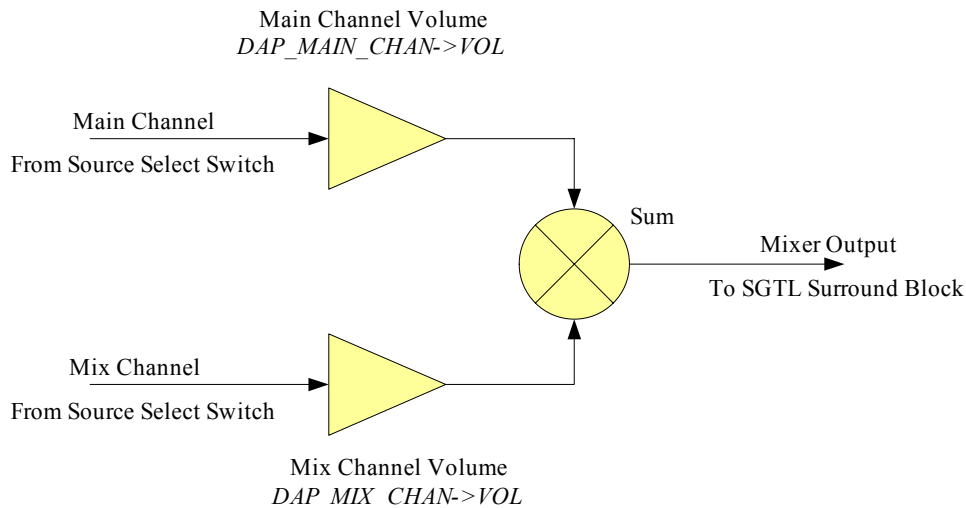 Main Channel Volume
DAP_MAIN_CHAN->VOL
Main Channel
From Source Select Switch
Sum
Mixer Output
To SGTL Surround Block
Mix Channel
From Source Select Switch
Mix Channel Volume
DAP_MIX_CHAN->VOL